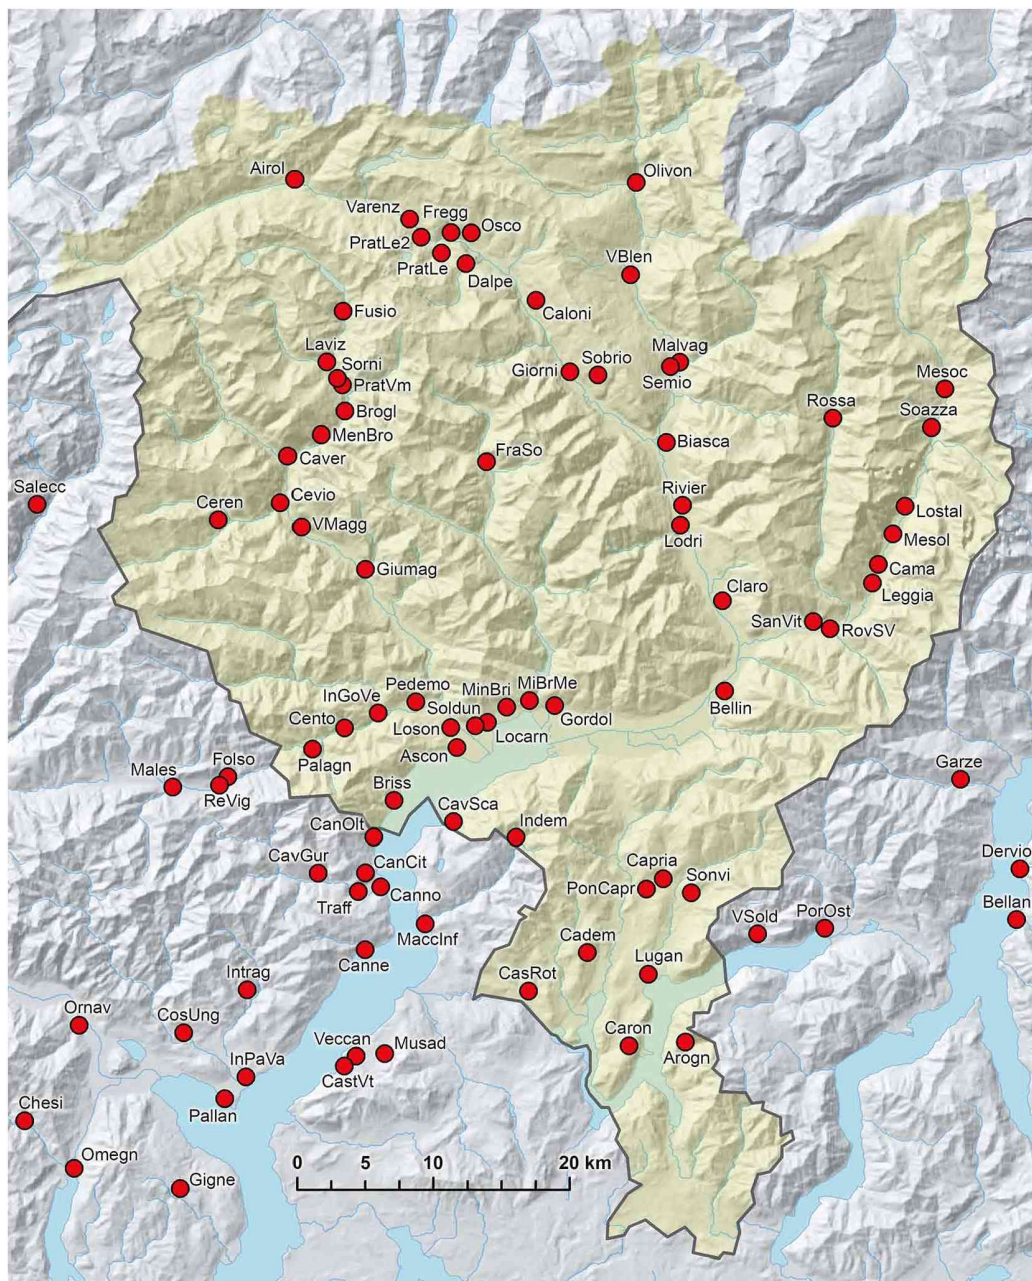 Airol
Olivon
Varenz
Fregg
Osco
PratLe2
PratLe
Dalpe
VBlen
Caloni
Fusio
Laviz
Sorni
PratVm
Giorni
Sobrio
Malvag
Semio
Mesoc
Brogl
Rossa
Soazza
MenBro
Biasca
Caver
FraSo
Salecc
Ceren
Cevio
Rivier
Lostal
VMagg
Lodri
Mesol
Giumag
Cama
Leggia
Claro
SanVit
RovSV
Pedemo
MinBri
MiBrMe
InGoVe
Soldun
Bellin
Cento
Loson
Locarn
Gordol
Palagn
Ascon
Males
Folso
ReVig
Garze
Briss
CavSca
CanOlt
Indem
CavGur
CanCit
Capria
Dervio
Traff
Canno
PonCapr
Sonvi
Bellan
MaccInf
VSold
PorOst
Canne
Cadem
Lugan
Intrag
CasRot
Ornav
CosUng
Veccan
Musad
Caron
Arogn
InPaVa
CastVt
Pallan
Chesi
Omegn
Gigne
0 5 10 20 km